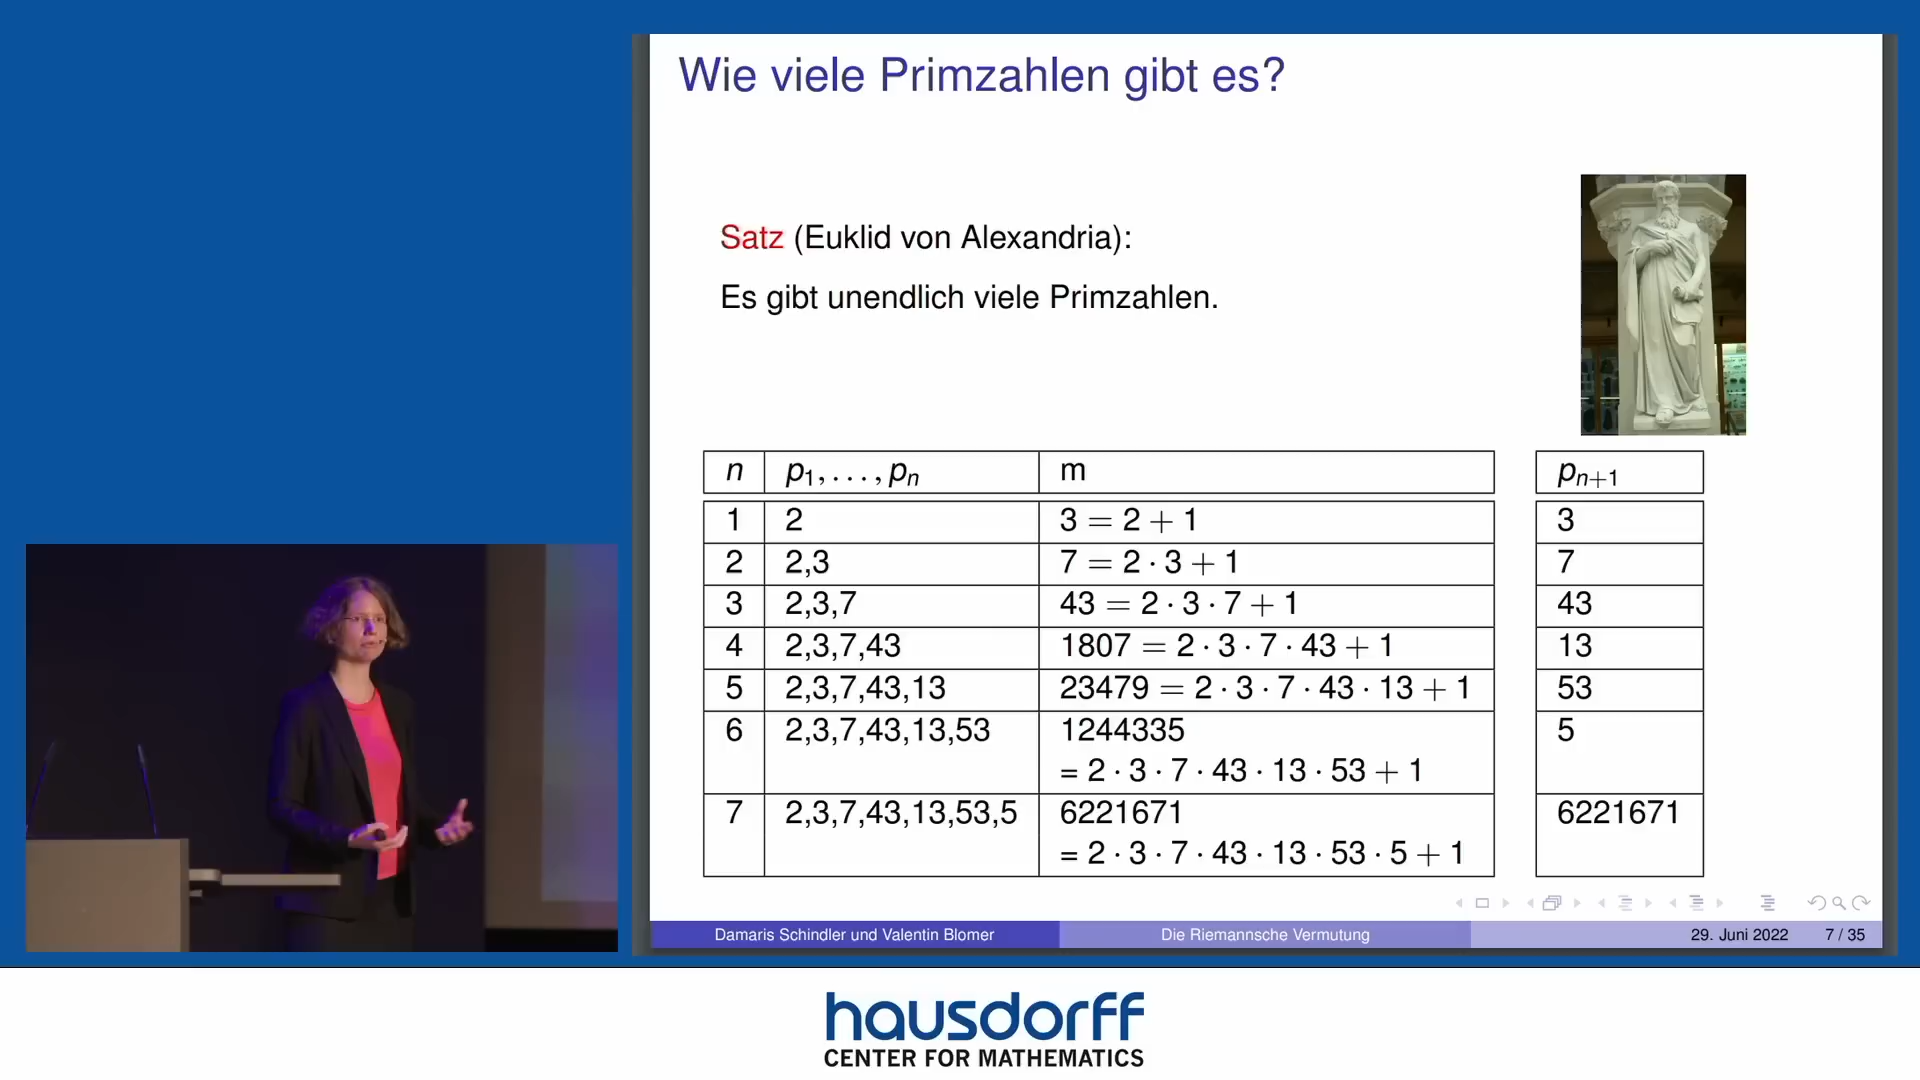 Wie viele Primzahlen gibt es?
Satz (Euklid von Alexandria):
Es gibt unendlich viele Primzahlen.
n p₁, . . . , pₙ m pₙ₊₁
1 2 3 = 2 + 1 3
2 2,3 7 = 2 · 3 + 1 7
3 2,3,7 43 = 2 · 3 · 7 + 1 43
4 2,3,7,43 1807 = 2 · 3 · 7 · 43 + 1 13
5 2,3,7,43,13 23479 = 2 · 3 · 7 · 43 · 13 + 1 53
6 2,3,7,43,13,53 1244335 5
= 2 · 3 · 7 · 43 · 13 · 53 + 1
7 2,3,7,43,13,53,5 6221671 6221671
= 2 · 3 · 7 · 43 · 13 · 53 · 5 + 1
Damaris Schindler und Valentin Blomer Die Riemannsche Vermutung 29. Juni 2022 7 / 35
hausdorff
CENTER FOR MATHEMATICS